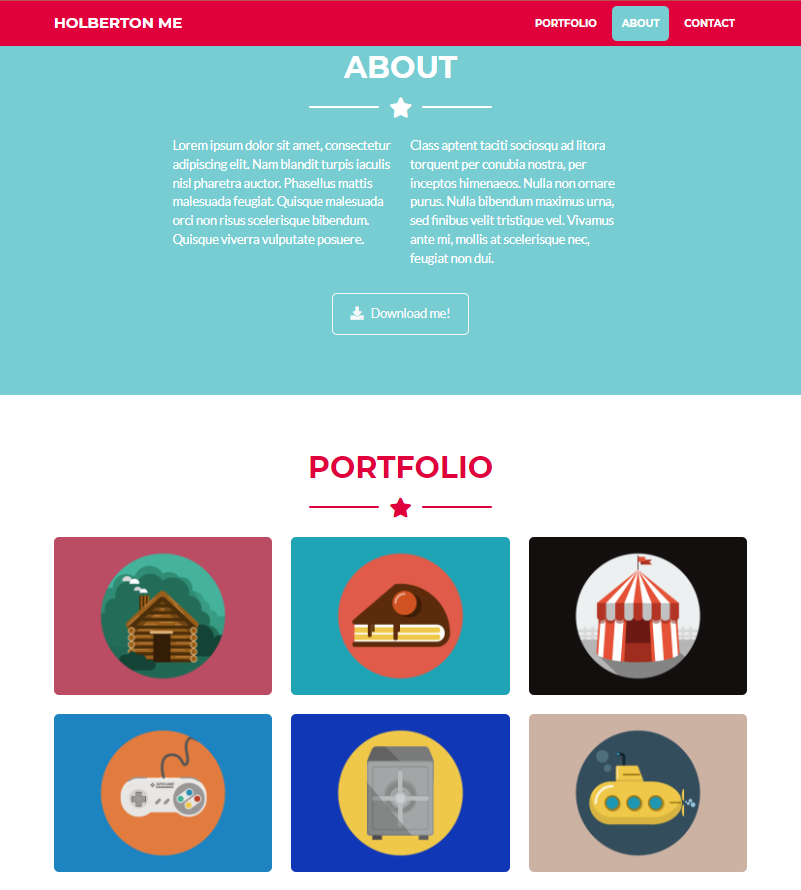 HOLBERTON ME
PORTFOLIO
ABOUT
CONTACT
ABOUT
Lorem ipsum dolor sit amet, consectetur
adipiscing elit. Nam blandit turpis iaculis
nisl pharetra auctor. Phasellus mattis
malesuada feugiat. Quisque malesuada
orci non risus scelerisque bibendum.
Quisque viverra vulputate posuere.
Class aptent taciti sociosqu ad litora
torquent per conubia nostra, per
inceptos himenaeos. Nulla non ornare
purus. Nulla bibendum maximus urna,
sed finibus velit tristique vel. Vivamus
ante mi, mollis at scelerisque nec,
feugiat non dui.
Download me!
PORTFOLIO